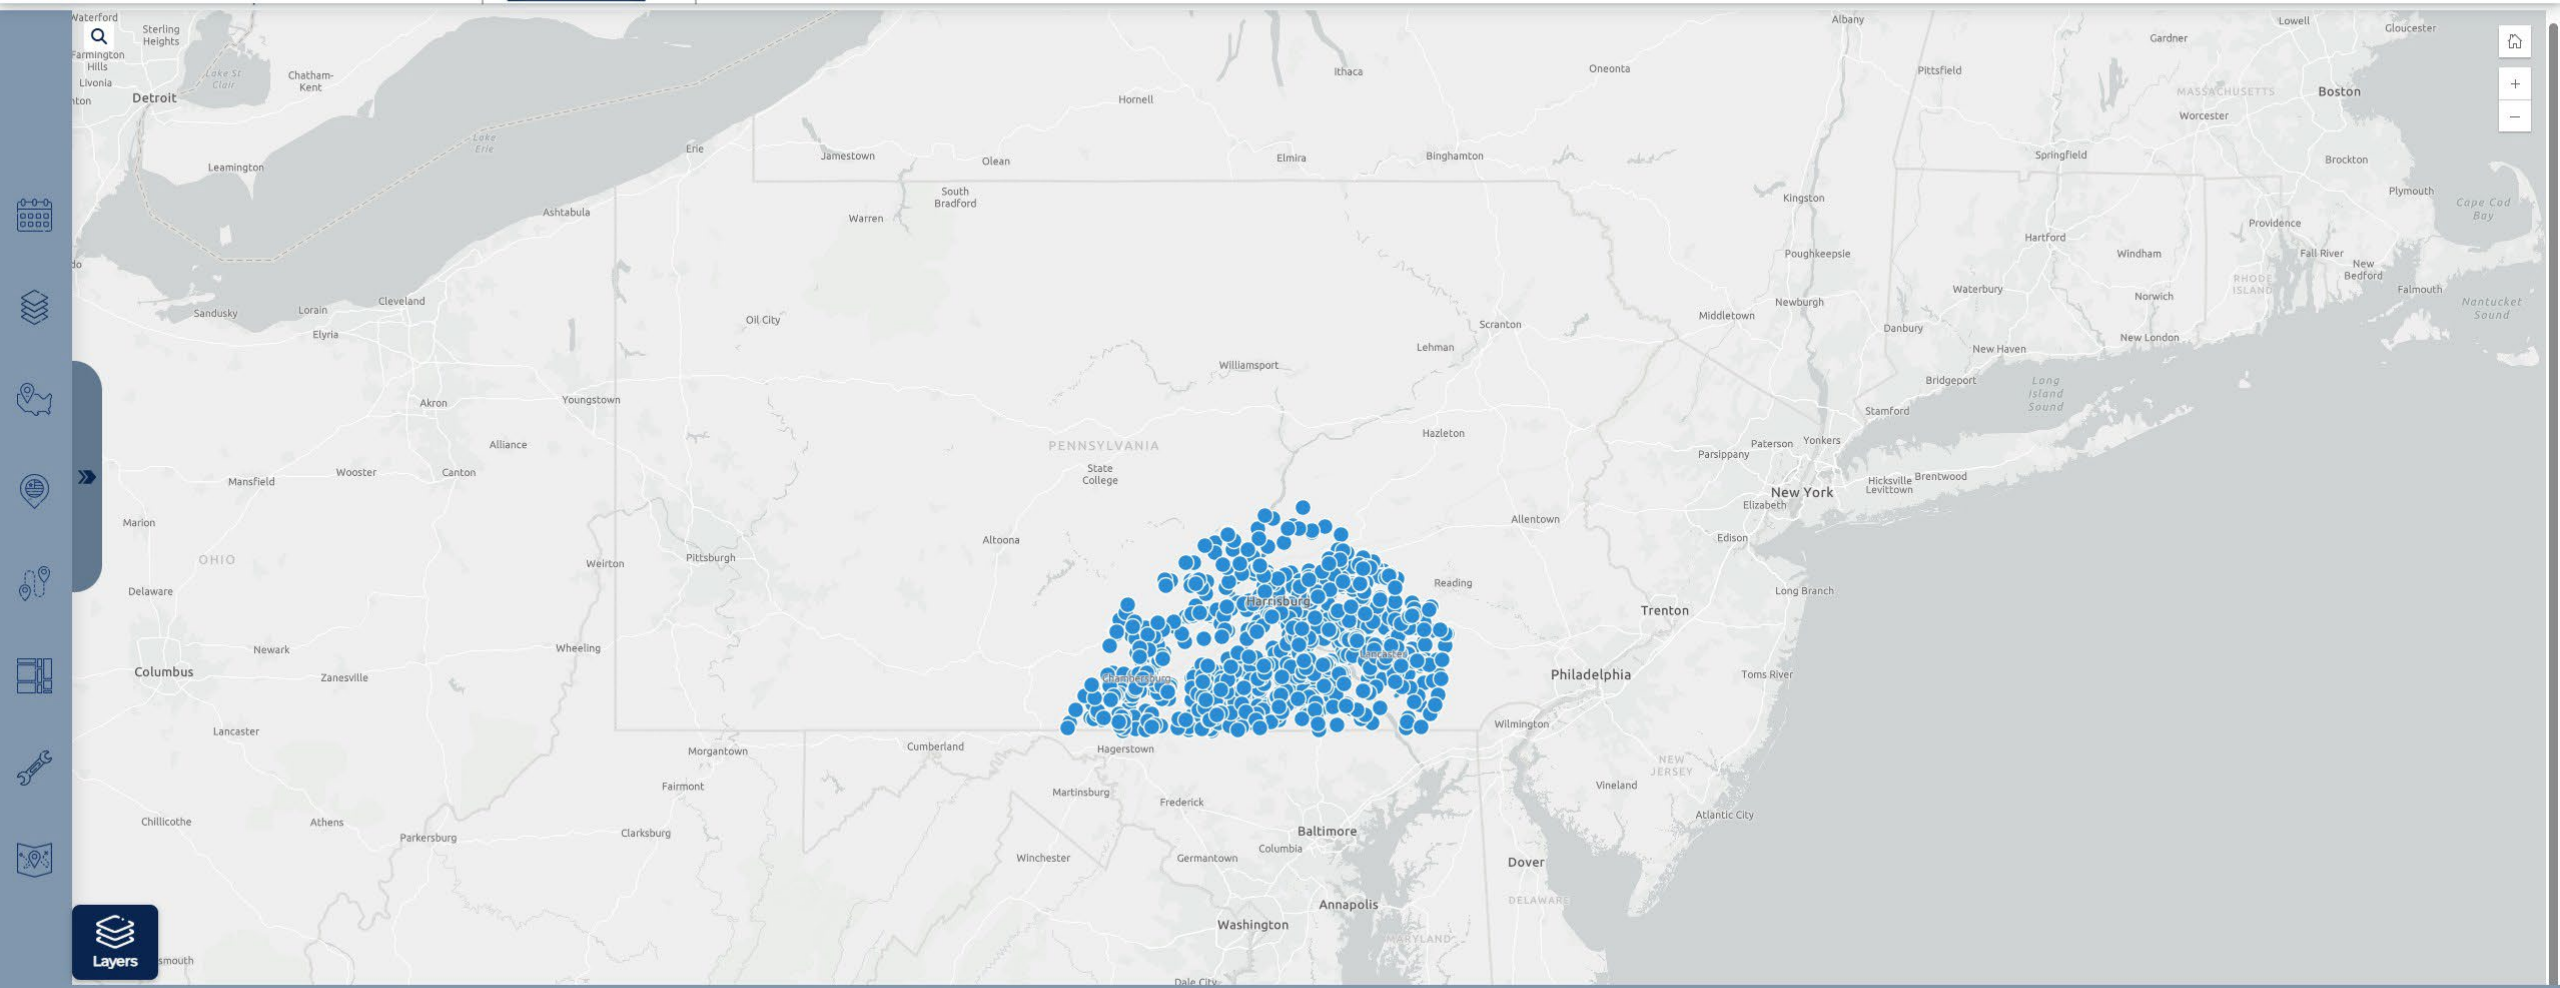 Waterford
Sterling
Heights
Farmington
Hills
Livonia
Lake St
Clair
Chatham-
Kent
Detroit
Leamington
Lake
Erie
Erie
Ashtabula
Sandusky
Lorain
Elyria
Cleveland
Akron
Youngstown
Alliance
Wooster
Canton
Mansfield
Marion
OHIO
Delaware
Columbus
Newark
Zanesville
Wheeling
Weirton
Pittsburgh
Lancaster
Chillicothe
Athens
Parkersburg
Clarksburg
Fairmont
Morgantown
Jamestown
Olean
Hornell
Ithaca
Elmira
Binghamton
Oneonta
Albany
South
Bradford
Warren
Oil City
Williamsport
Scranton
Lehman
PENNSYLVANIA
State
College
Hazleton
Altoona
Allentown
Reading
Harrisburg
Lancaster
Chambersburg
Cumberland
Hagerstown
Martinsburg
Frederick
Winchester
Germantown
Columbia
Baltimore
Annapolis
Washington
Dale City
MARYLAND
DELAWARE
Dover
Wilmington
Philadelphia
Trenton
Toms River
Long Branch
NEW
JERSEY
Vineland
Atlantic City
Edison
Elizabeth
New York
Parsippany
Paterson
Yonkers
Hicksville
Levittown
Brentwood
Stamford
Bridgeport
Long
Island
Sound
New Haven
Danbury
Waterbury
Middletown
Newburgh
Poughkeepsie
Kingston
Hartford
Windham
Norwich
New London
Springfield
Pittsfield
MASSACHUSETTS
Worcester
Gardner
Lowell
Gloucester
Boston
Brockton
Plymouth
Cape Cod
Bay
Providence
RHODE
ISLAND
Fall River
New
Bedford
Falmouth
Nantucket
Sound
Layers